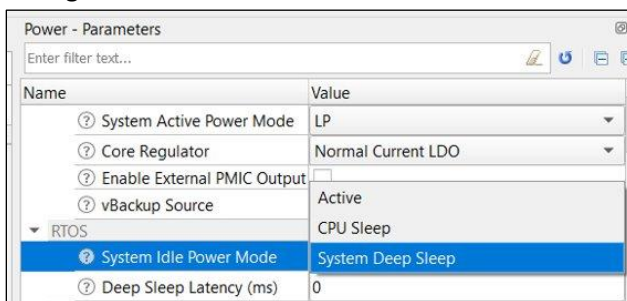 Power - Parameters
Enter filter text...
Name Value
System Active Power Mode LP
Core Regulator Normal Current LDO
Enable External PMIC Output
vBackup Source Active
CPU Sleep
RTOS
System Idle Power Mode System Deep Sleep
Deep Sleep Latency (ms) 0